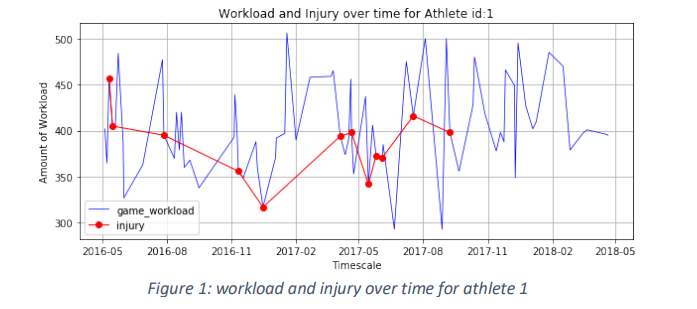 Workload and Injury over time for Athlete id:1
500
450
400
350
300
Amount of Workload
game_workload
injury
2016-05 2016-08 2016-11 2017-02 2017-05 2017-08 2017-11 2018-02 2018-05
Timescale
Figure 1: workload and injury over time for athlete 1